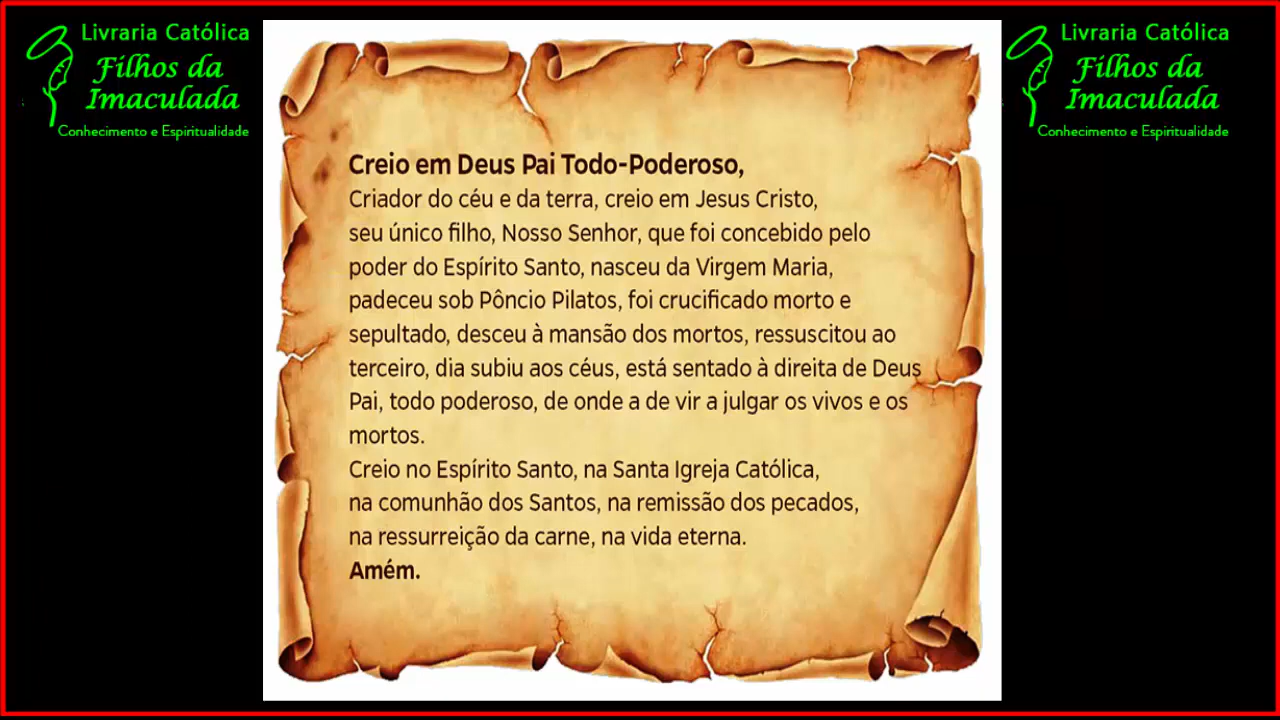 Livraria Católica
Filhos da
Imaculada
Conhecimento e Espiritualidade
Creio em Deus Pai Todo-Poderoso,
Criador do céu e da terra, creio em Jesus Cristo,
seu único filho, Nosso Senhor, que foi concebido pelo
poder do Espírito Santo, nasceu da Virgem Maria,
padeceu sob Pôncio Pilatos, foi crucificado morto e
sepultado, desceu à mansão dos mortos, ressuscitou ao
terceiro, dia subiu aos céus, está sentado à direita de Deus
Pai, todo poderoso, de onde a de vir a julgar os vivos e os
mortos.
Creio no Espírito Santo, na Santa Igreja Católica,
na comunhão dos Santos, na remissão dos pecados,
na ressurreição da carne, na vida eterna.
Amém.
Livraria Católica
Filhos da
Imaculada
Conhecimento e Espiritualidade